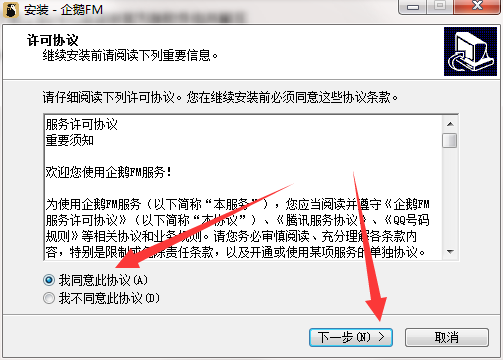 安装 - 企鹅FM
许可协议
继续安装前请阅读下列重要信息。
请仔细阅读下列许可协议。您在继续安装前必须同意这些协议条款。
服务许可协议
重要须知
欢迎您使用企鹅FM服务!
为使用企鹅FM服务(以下简称“本服务”),您应当阅读并遵守《企鹅FM
服务许可协议》(以下简称“本协议”)、《腾讯服务协议》、《QQ号码
规则》等相关协议和业务规则。请您务必审慎阅读、充分理解各条款内
容,特别是限制或免除责任条款,以及开通或使用某项服务的单独协议。
我同意此协议(A)
我不同意此协议(D)
下一步(N) >
取消